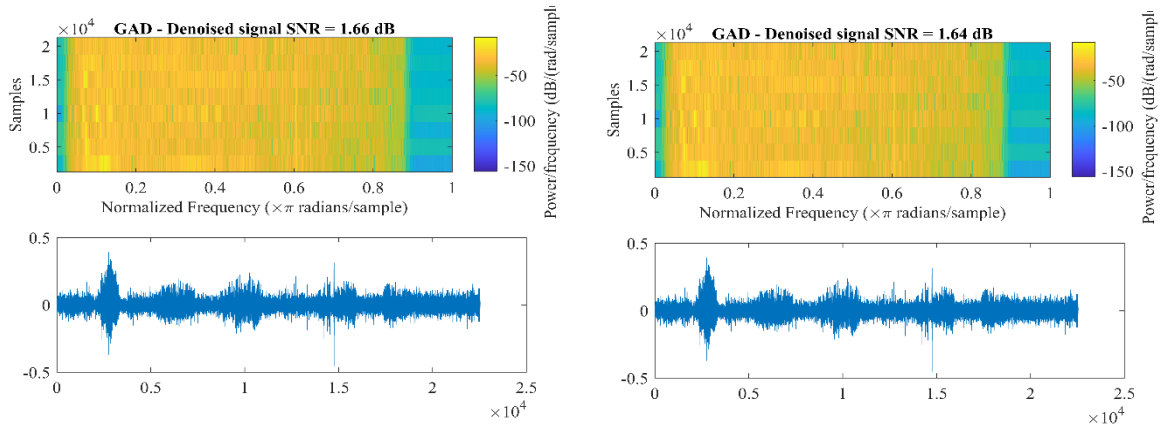 ×10⁴
GAD - Denoised signal SNR = 1.66 dB
2
1.5
1
0.5
Samples
0 0.2 0.4 0.6 0.8 1
Normalized Frequency (×π radians/sample)
-50
-100
-150
Power/frequency (dB/(rad/sample
0.5
0
-0.5
0 0.5 1 1.5 2 2.5
×10⁴
×10⁴
GAD - Denoised signal SNR = 1.64 dB
2
1.5
1
0.5
Samples
0 0.2 0.4 0.6 0.8 1
Normalized Frequency (×π radians/sample)
-50
-100
-150
Power/frequency (dB/(rad/sample
0.5
0
-0.5
0 0.5 1 1.5 2 2.5
×10⁴